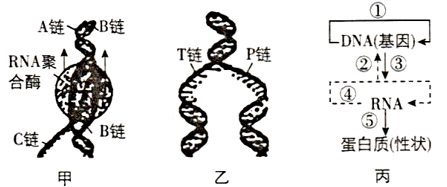 A链
B链
RNA聚
合酶
C链
B链
甲
T链
P链
乙
①
DNA(基因)
②
③
④
RNA
⑤
蛋白质(性状)
丙